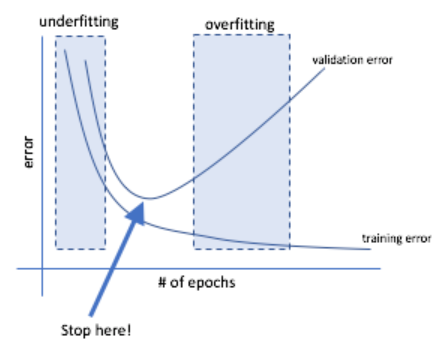 underfitting
overfitting
validation error
error
training error
# of epochs
Stop here!